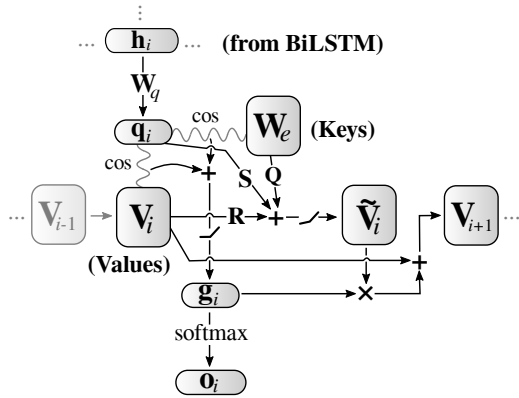 ⋮
... h_i ... (from BiLSTM)
W_q
cos
q_i W_e (Keys)
cos + S Q
... V_{i-1} V_i R + Ṽ_i V_{i+1} ...
(Values) +
g_i ×
softmax
o_i